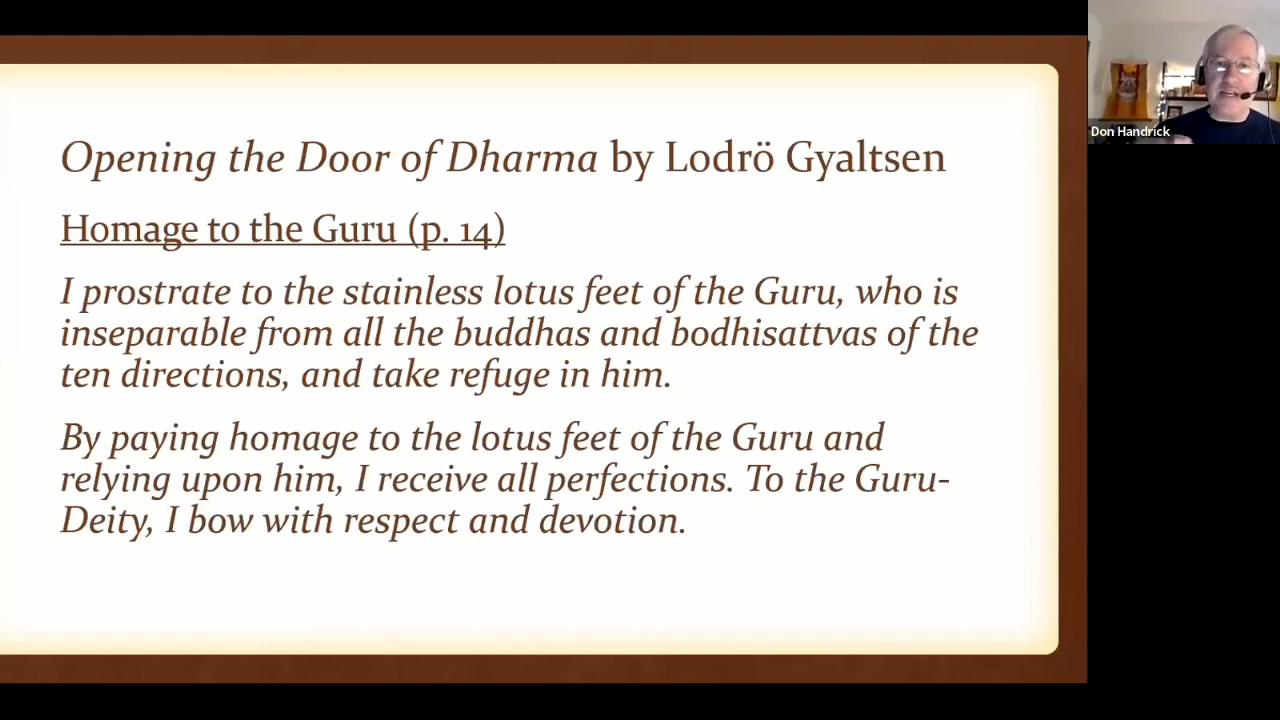 Opening the Door of Dharma by Lodrö Gyaltsen
Homage to the Guru (p. 14)
I prostrate to the stainless lotus feet of the Guru, who is
inseparable from all the buddhas and bodhisattvas of the
ten directions, and take refuge in him.
By paying homage to the lotus feet of the Guru and
relying upon him, I receive all perfections. To the Guru-
Deity, I bow with respect and devotion.
Don Handrick